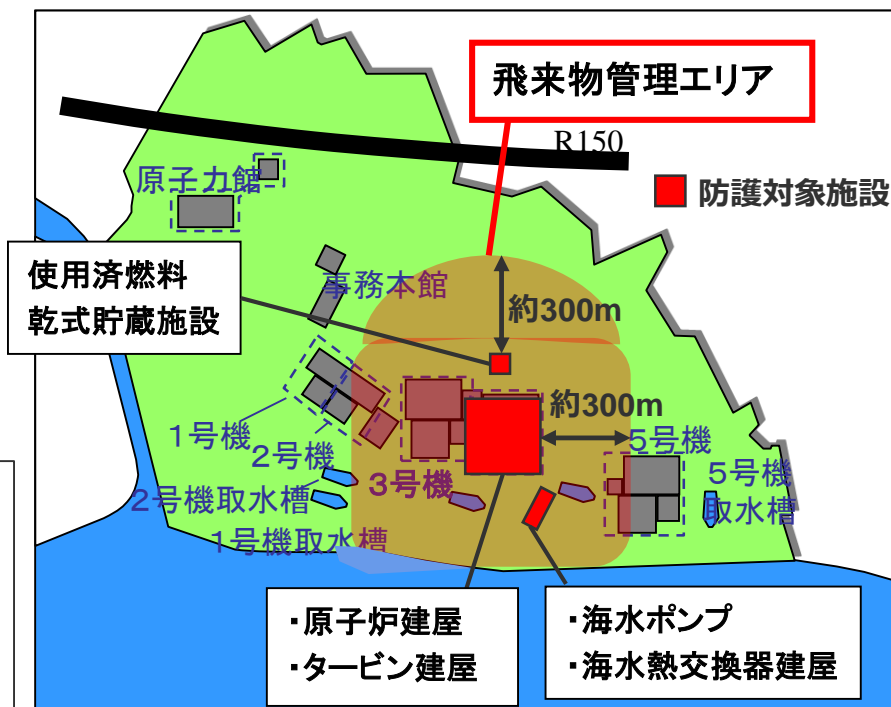 飛来物管理エリア
R150
原子力館
防護対象施設
使用済燃料
乾式貯蔵施設
事務本館
約300m
約300m
1号機
2号機
3号機
5号機
5号機
取水槽
2号機取水槽
1号機取水槽
・原子炉建屋
・タービン建屋
・海水ポンプ
・海水熱交換器建屋